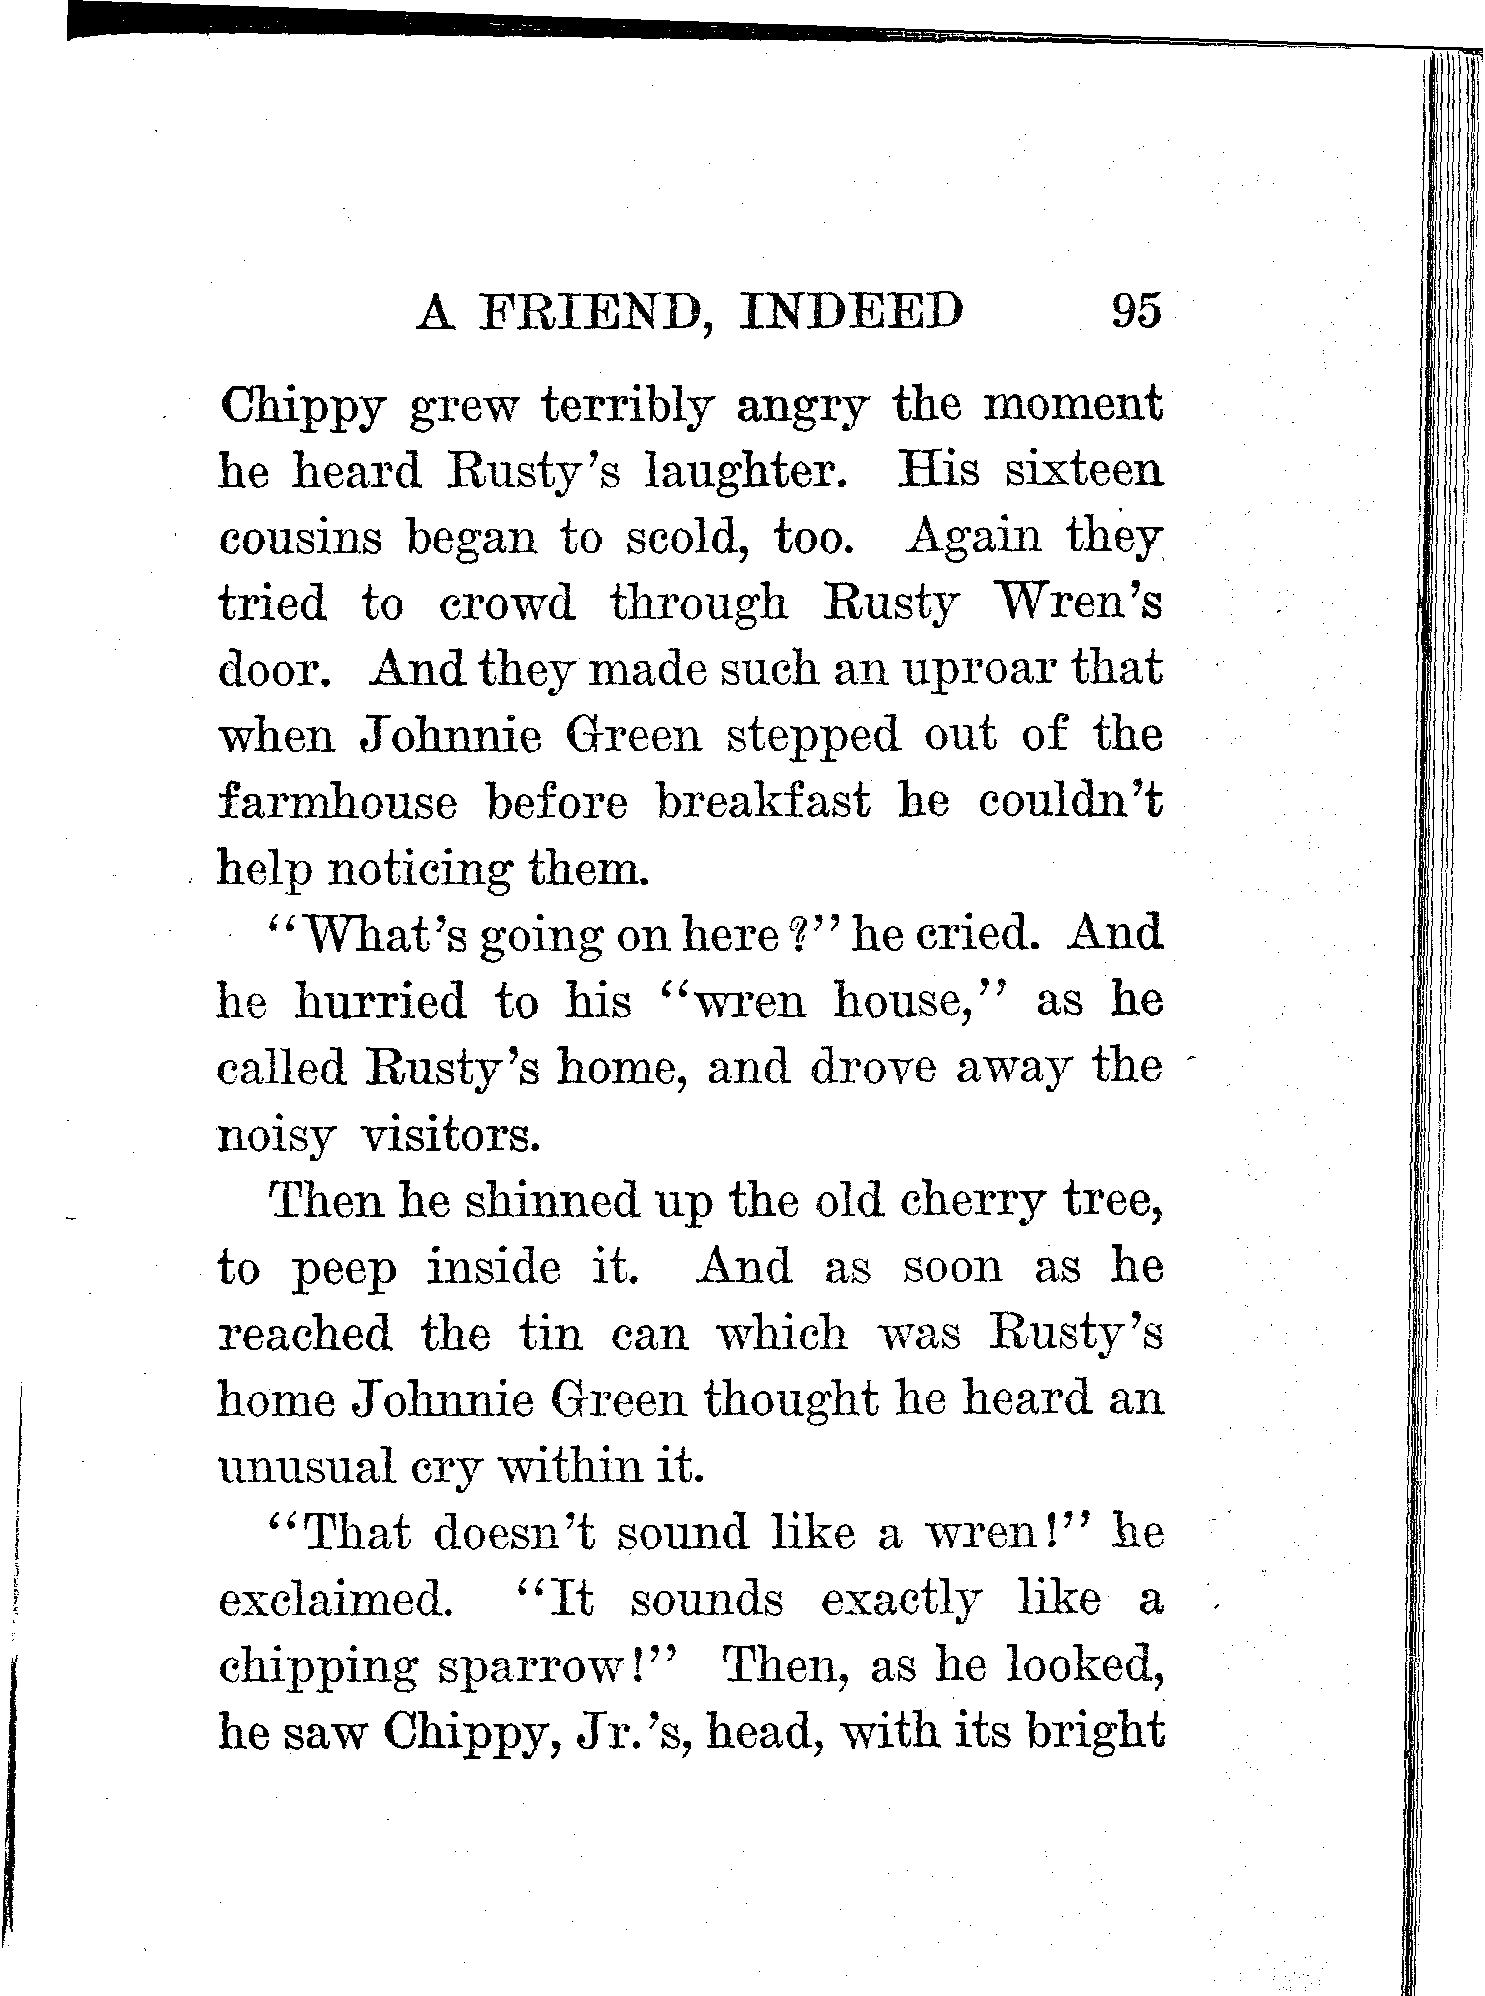 A FRIEND, INDEED 95
Chippy grew terribly angry the moment
he heard Rusty's laughter. His sixteen
cousins began to scold, too. Again they
tried to crowd through Rusty Wren's
door. And they made such an uproar that
when Johnnie Green stepped out of the
farmhouse before breakfast he couldn't
help noticing them.
"What's going on here?" he cried. And
he hurried to his "wren house," as he
called Rusty's home, and drove away the
noisy visitors.
Then he shinned up the old cherry tree,
to peep inside it. And as soon as he
reached the tin can which was Rusty's
home Johnnie Green thought he heard an
unusual cry within it.
"That doesn't sound like a wren!" he
exclaimed. "It sounds exactly like a
chipping sparrow!" Then, as he looked,
he saw Chippy, Jr.'s, head, with its bright